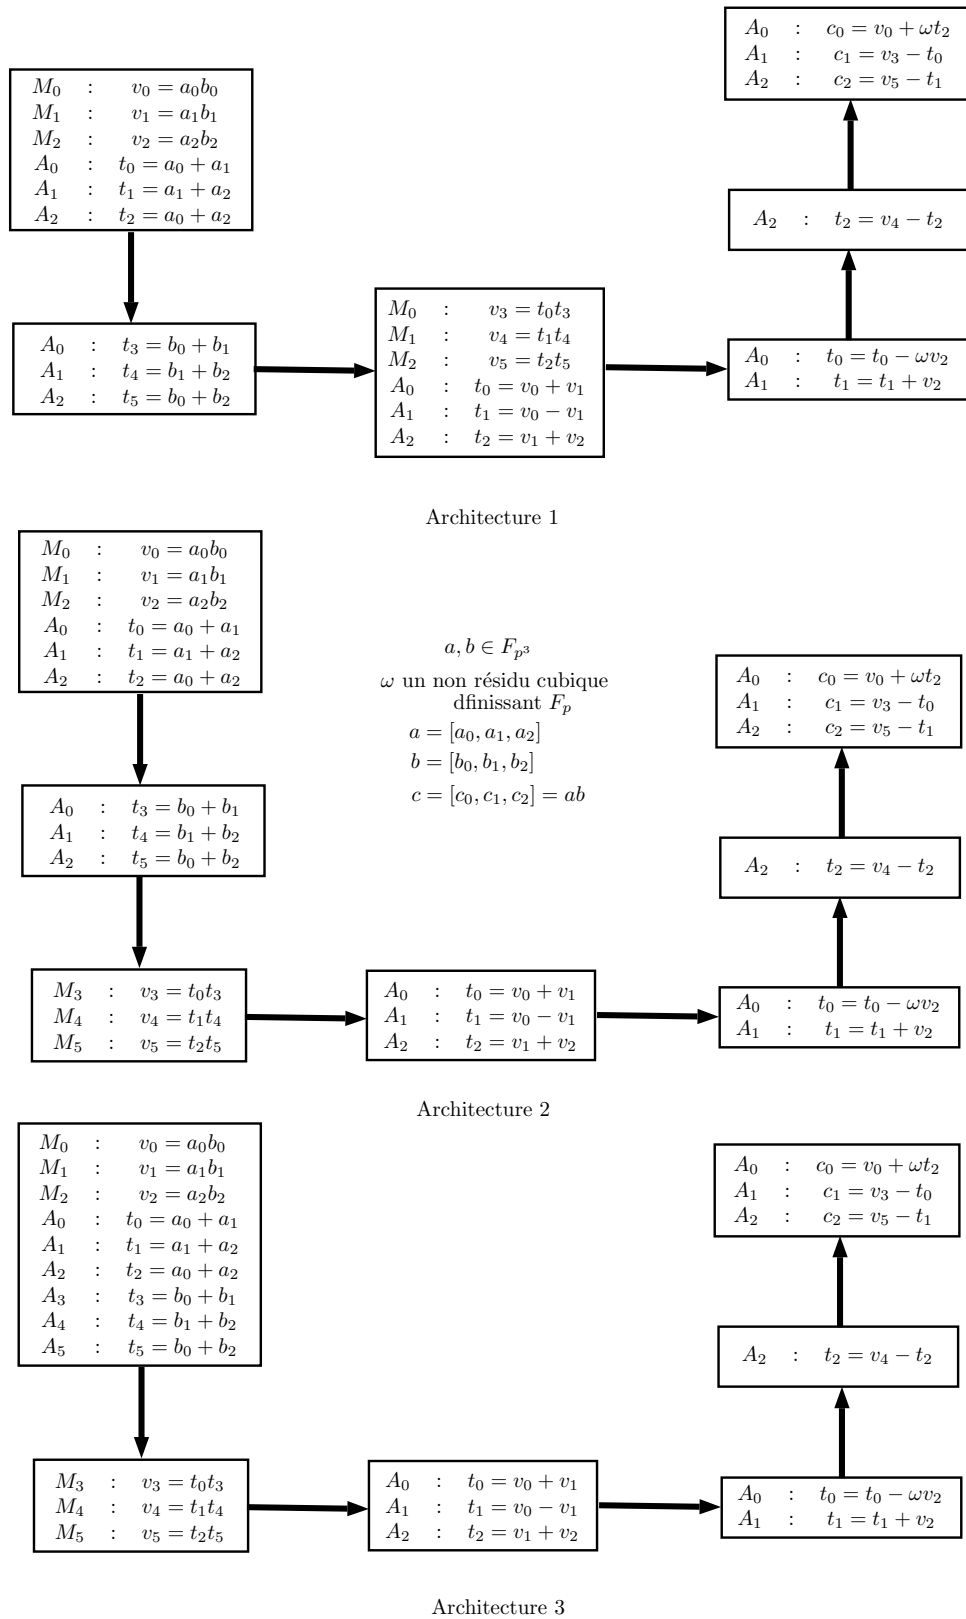 M₀ : v₀ = a₀b₀
M₁ : v₁ = a₁b₁
M₂ : v₂ = a₂b₂
A₀ : t₀ = a₀ + a₁
A₁ : t₁ = a₁ + a₂
A₂ : t₂ = a₀ + a₂
A₀ : t₃ = b₀ + b₁
A₁ : t₄ = b₁ + b₂
A₂ : t₅ = b₀ + b₂
M₀ : v₃ = t₀t₃
M₁ : v₄ = t₁t₄
M₂ : v₅ = t₂t₅
A₀ : t₀ = v₀ + v₁
A₁ : t₁ = v₀ − v₁
A₂ : t₂ = v₁ + v₂
A₀ : t₀ = t₀ − ωv₂
A₁ : t₁ = t₁ + v₂
A₂ : t₂ = v₄ − t₂
A₀ : c₀ = v₀ + ωt₂
A₁ : c₁ = v₃ − t₀
A₂ : c₂ = v₅ − t₁
Architecture 1
M₀ : v₀ = a₀b₀
M₁ : v₁ = a₁b₁
M₂ : v₂ = a₂b₂
A₀ : t₀ = a₀ + a₁
A₁ : t₁ = a₁ + a₂
A₂ : t₂ = a₀ + a₂
A₀ : t₃ = b₀ + b₁
A₁ : t₄ = b₁ + b₂
A₂ : t₅ = b₀ + b₂
M₃ : v₃ = t₀t₃
M₄ : v₄ = t₁t₄
M₅ : v₅ = t₂t₅
A₀ : t₀ = v₀ + v₁
A₁ : t₁ = v₀ − v₁
A₂ : t₂ = v₁ + v₂
A₀ : t₀ = t₀ − ωv₂
A₁ : t₁ = t₁ + v₂
A₂ : t₂ = v₄ − t₂
A₀ : c₀ = v₀ + ωt₂
A₁ : c₁ = v₃ − t₀
A₂ : c₂ = v₅ − t₁
a, b ∈ F_{p³}
ω un non résidu cubique
dfinissant F_p
a = [a₀, a₁, a₂]
b = [b₀, b₁, b₂]
c = [c₀, c₁, c₂] = ab
Architecture 2
M₀ : v₀ = a₀b₀
M₁ : v₁ = a₁b₁
M₂ : v₂ = a₂b₂
A₀ : t₀ = a₀ + a₁
A₁ : t₁ = a₁ + a₂
A₂ : t₂ = a₀ + a₂
A₃ : t₃ = b₀ + b₁
A₄ : t₄ = b₁ + b₂
A₅ : t₅ = b₀ + b₂
M₃ : v₃ = t₀t₃
M₄ : v₄ = t₁t₄
M₅ : v₅ = t₂t₅
A₀ : t₀ = v₀ + v₁
A₁ : t₁ = v₀ − v₁
A₂ : t₂ = v₁ + v₂
A₀ : t₀ = t₀ − ωv₂
A₁ : t₁ = t₁ + v₂
A₂ : t₂ = v₄ − t₂
A₀ : c₀ = v₀ + ωt₂
A₁ : c₁ = v₃ − t₀
A₂ : c₂ = v₅ − t₁
Architecture 3